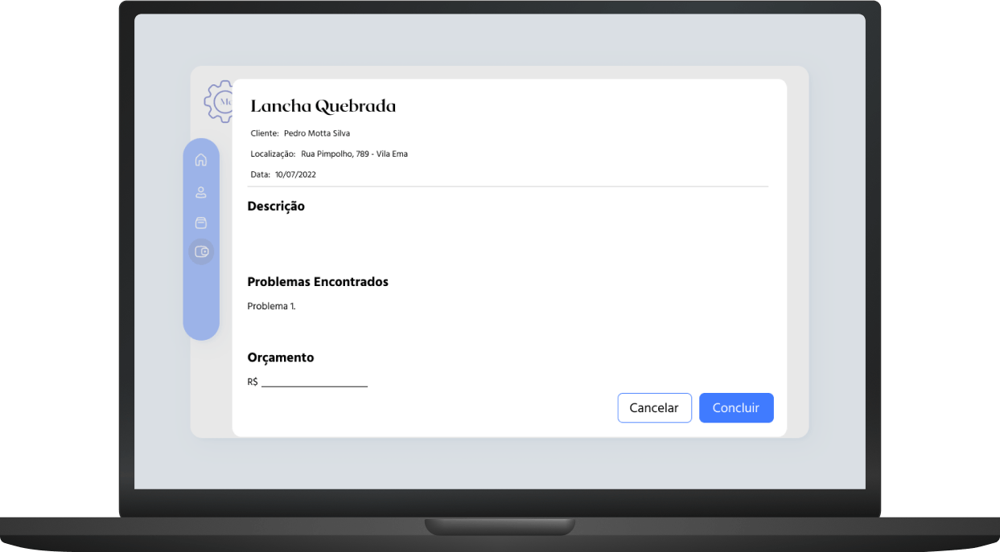 Lancha Quebrada
Cliente: Pedro Motta Silva
Localização: Rua Pimpolho, 789 - Vila Ema
Data: 10/07/2022
Descrição
Problemas Encontrados
Problema 1.
Orçamento
R$ ____________________
Cancelar
Concluir